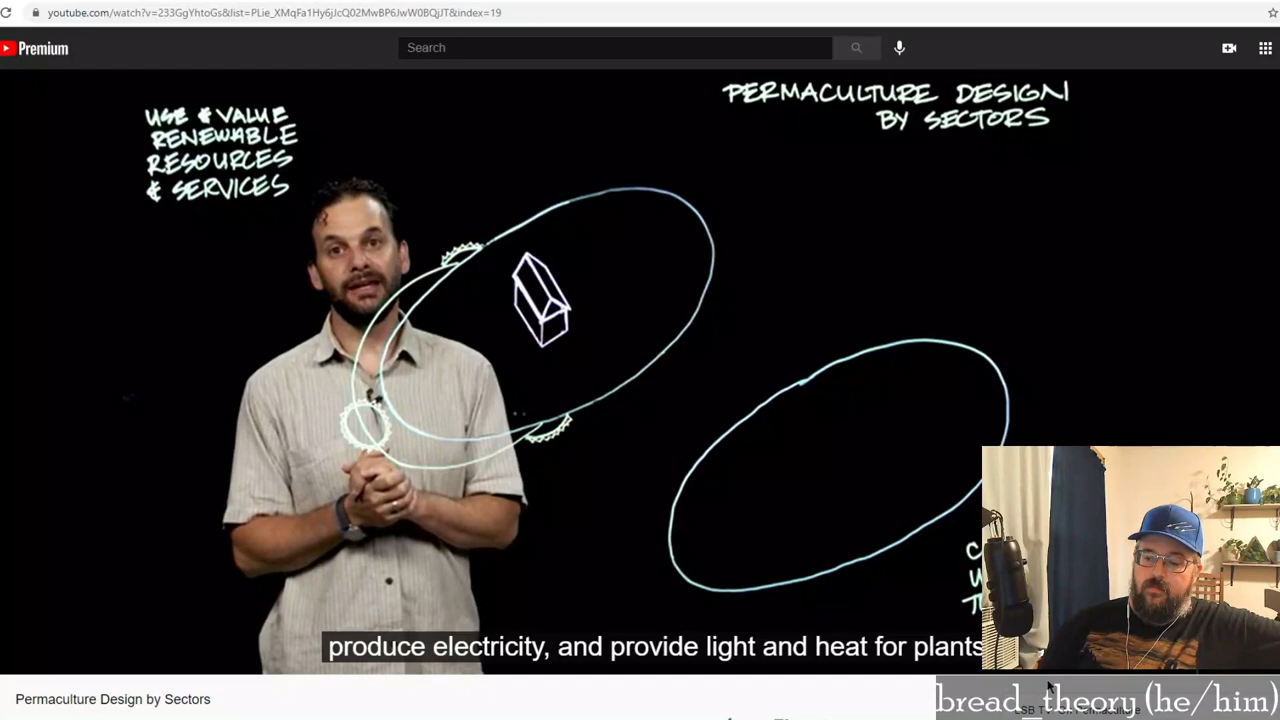 youtube.com/watch?v=233GgYhtoGs&list=PLie_XMqFa1Hy6jJcQ02MwBP6JwW0BQjJT&index=19
Premium
Search
USE & VALUE
RENEWABLE
RESOURCES
& SERVICES
PERMACULTURE DESIGN
BY SECTORS
produce electricity, and provide light and heat for plants
Permaculture Design by Sectors
bread_theory (he/him)